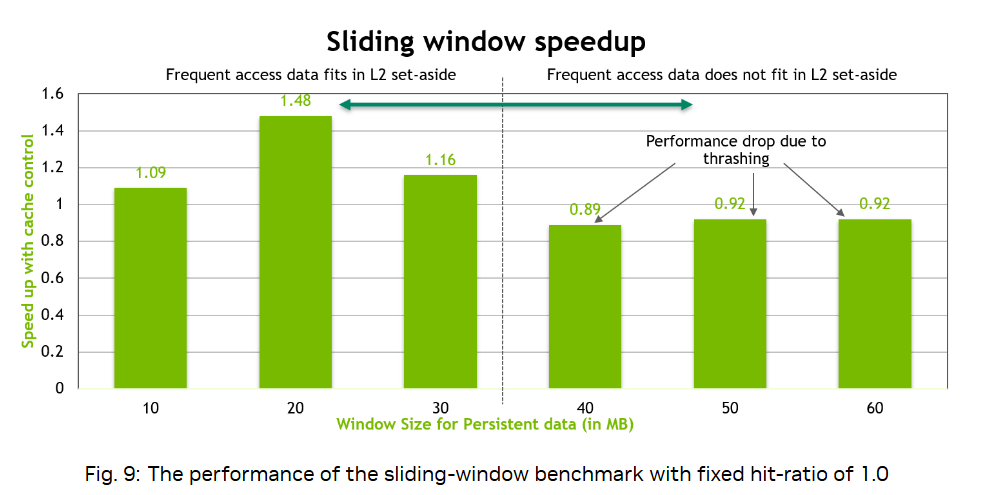 Sliding window speedup
Frequent access data fits in L2 set-aside
Frequent access data does not fit in L2 set-aside
Speed up with cache control
1.6
1.4
1.2
1
0.8
0.6
0.4
0.2
0
1.09
1.48
1.16
0.89
0.92
0.92
Performance drop due to
thrashing
10
20
30
40
50
60
Window Size for Persistent data (in MB)
Fig. 9: The performance of the sliding-window benchmark with fixed hit-ratio of 1.0